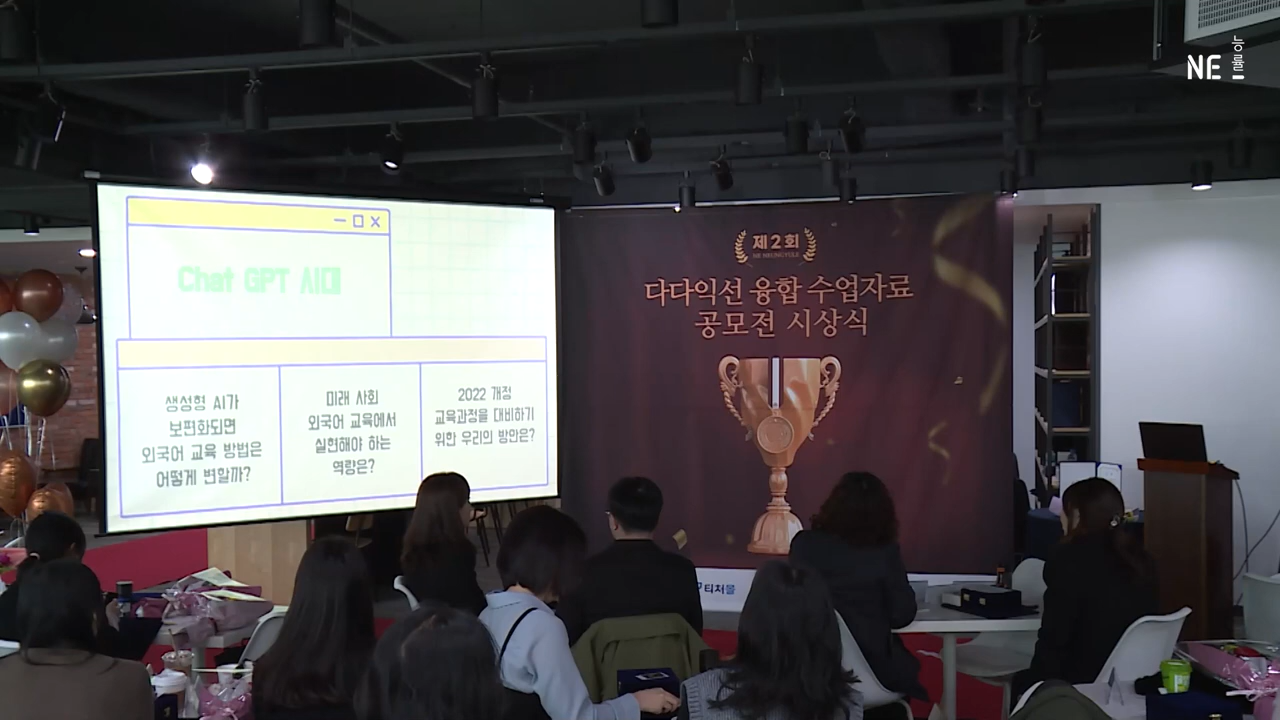 NE 능률
Chat GPT AI대
생성형 AI가
보편화되면
외국어 교육 방법은
어떻게 변할까?
미래 사회
외국어 교육에서
실현해야 하는
역량은?
2022 개정
교육과정을 대비하기
위한 우리의 방안은?
제2회
NE NEUNGYULE
다다익선 융합 수업자료
공모전 시상식
티처몰